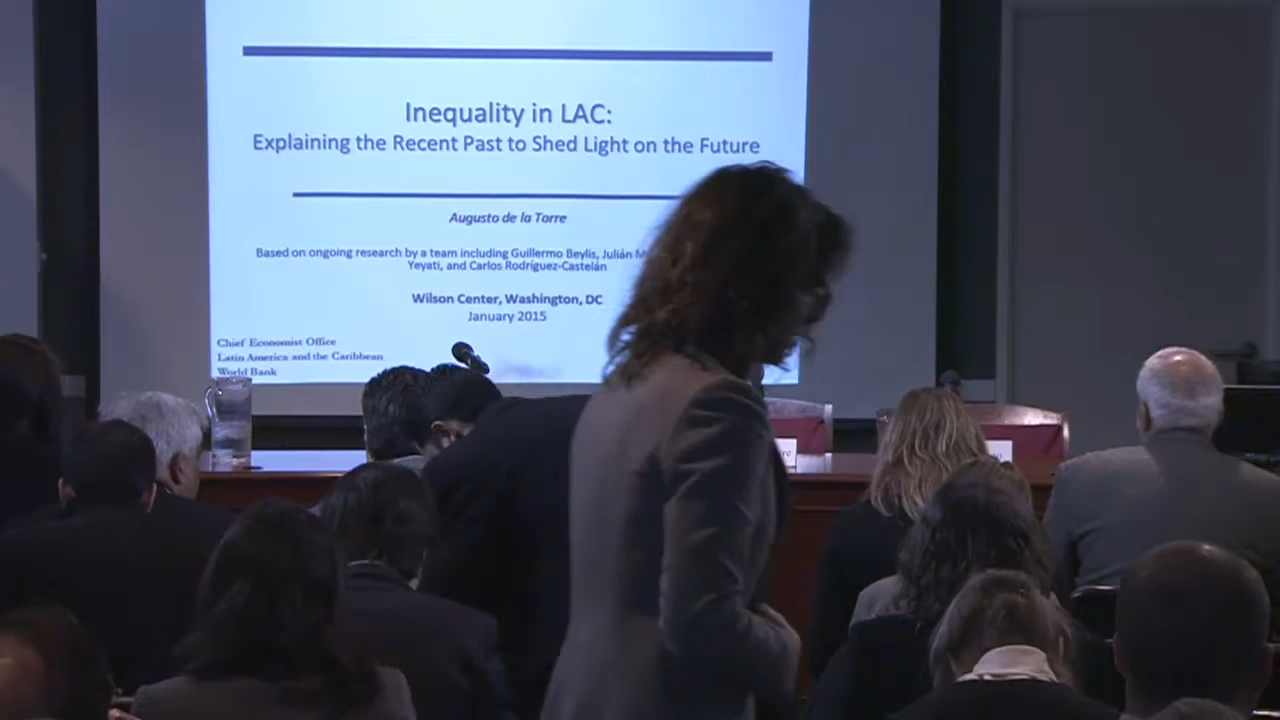 Inequality in LAC:
Explaining the Recent Past to Shed Light on the Future
Augusto de la Torre
Based on ongoing research by a team including Guillermo Beylis, Julián
Yeyati, and Carlos Rodríguez-Castelán
Wilson Center, Washington, DC
January 2015
Chief Economist Office
Latin America and the Caribbean
World Bank